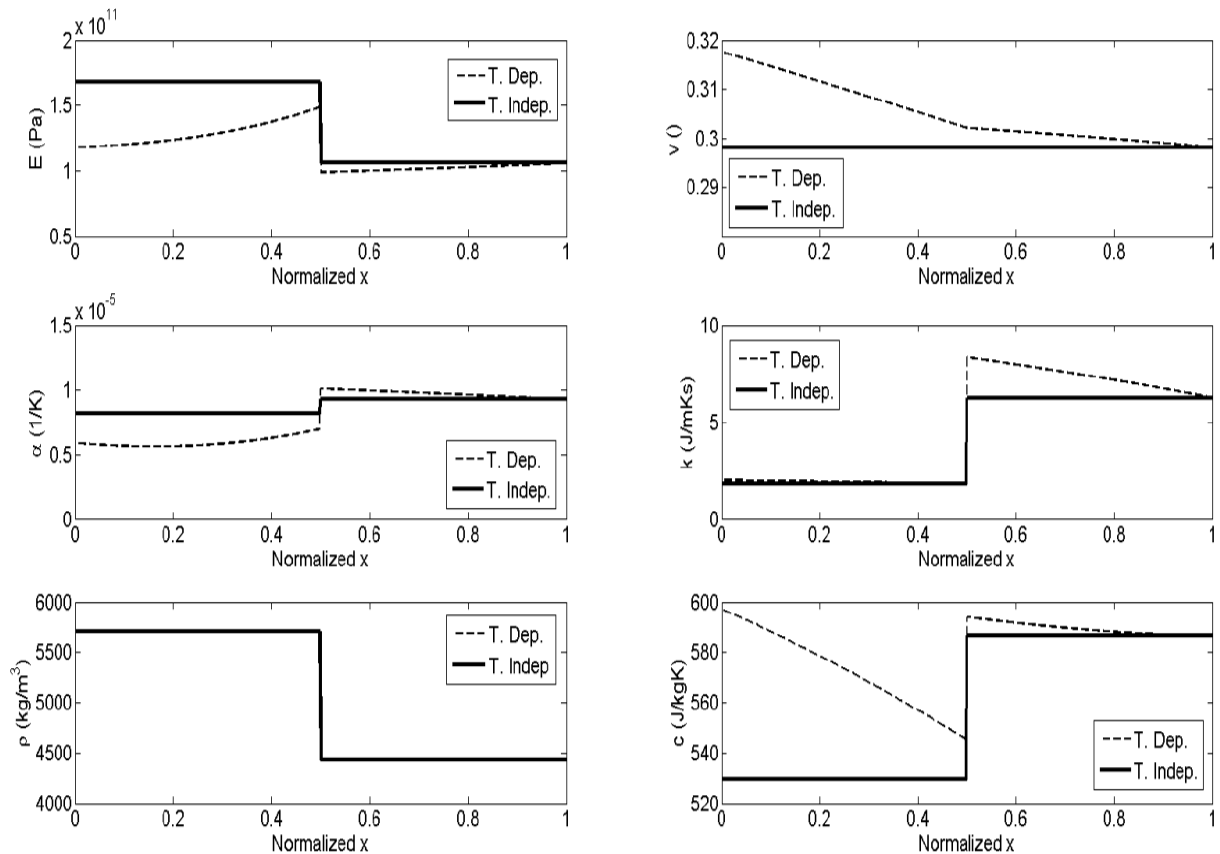 x 10^11
2
1.5
1
0.5
E (Pa)
T. Dep.
T. Indep.
0 0.2 0.4 0.6 0.8 1
Normalized x
0.32
0.31
0.3
0.29
V ()
T. Dep.
T. Indep.
0 0.2 0.4 0.6 0.8 1
Normalized x
x 10^-5
1.5
1
0.5
0
α (1/K)
T. Dep.
T. Indep.
0 0.2 0.4 0.6 0.8 1
Normalized x
10
5
0
k (J/mKs)
T. Dep.
T. Indep.
0 0.2 0.4 0.6 0.8 1
Normalized x
6000
5500
5000
4500
4000
ρ (kg/m^3)
T. Dep.
T. Indep
0 0.2 0.4 0.6 0.8 1
Normalized x
600
580
560
540
520
c (J/kgK)
T. Dep.
T. Indep.
0 0.2 0.4 0.6 0.8 1
Normalized x